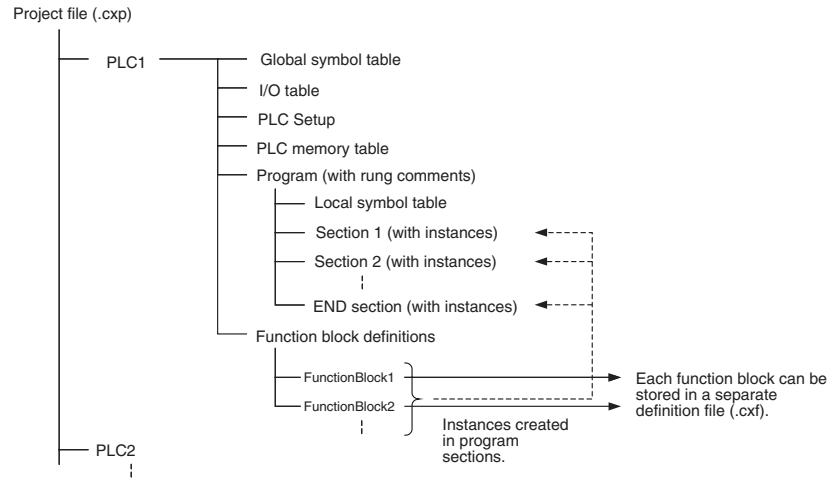 Project file (.cxp)
PLC1
Global symbol table
I/O table
PLC Setup
PLC memory table
Program (with rung comments)
Local symbol table
Section 1 (with instances)
Section 2 (with instances)
END section (with instances)
Function block definitions
FunctionBlock1
FunctionBlock2
Each function block can be
stored in a separate
definition file (.cxf).
Instances created
in program
sections.
PLC2